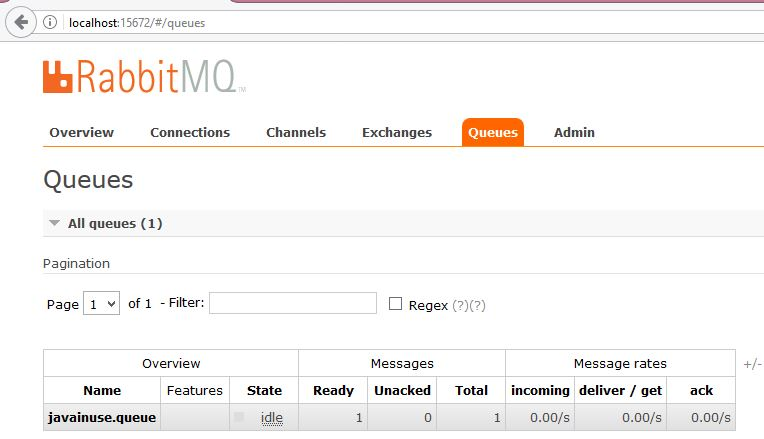 localhost:15672/#/queues
RabbitMQ TM
Overview Connections Channels Exchanges Queues Admin
Queues
All queues (1)
Pagination
Page 1 of 1 - Filter: Regex (?)(?)
Overview Messages Message rates +/-
Name Features State Ready Unacked Total incoming deliver / get ack
javainuse.queue idle 1 0 1 0.00/s 0.00/s 0.00/s